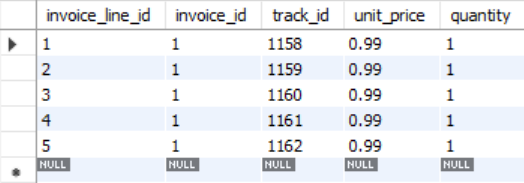 invoice_line_id invoice_id track_id unit_price quantity
1 1 1158 0.99 1
2 1 1159 0.99 1
3 1 1160 0.99 1
4 1 1161 0.99 1
5 1 1162 0.99 1
NULL NULL NULL NULL NULL